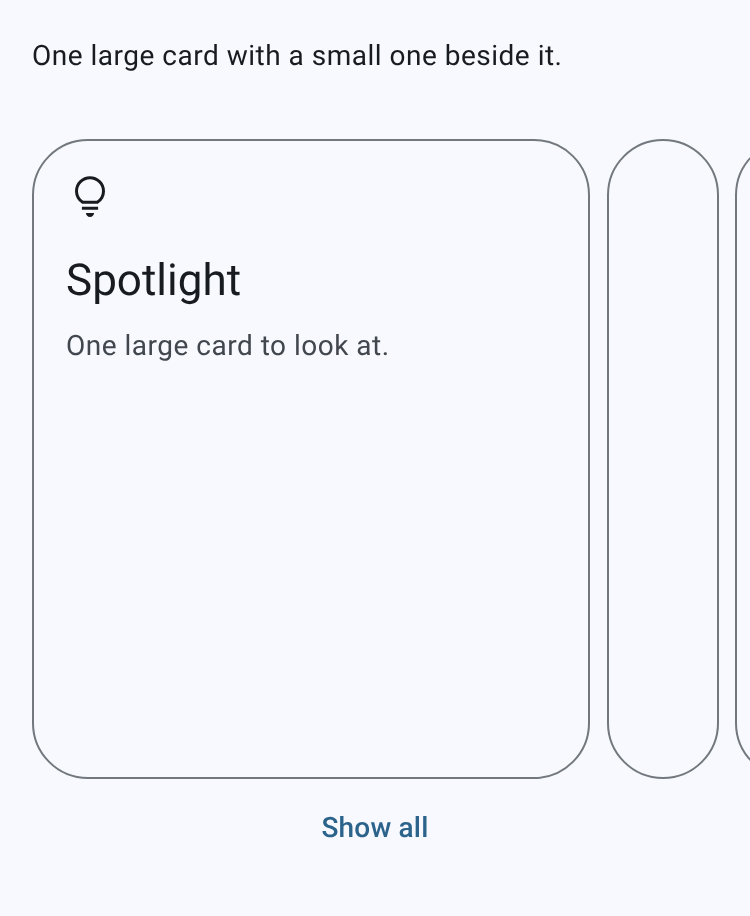 One large card with a small one beside it.
Spotlight
One large card to look at.
Show all